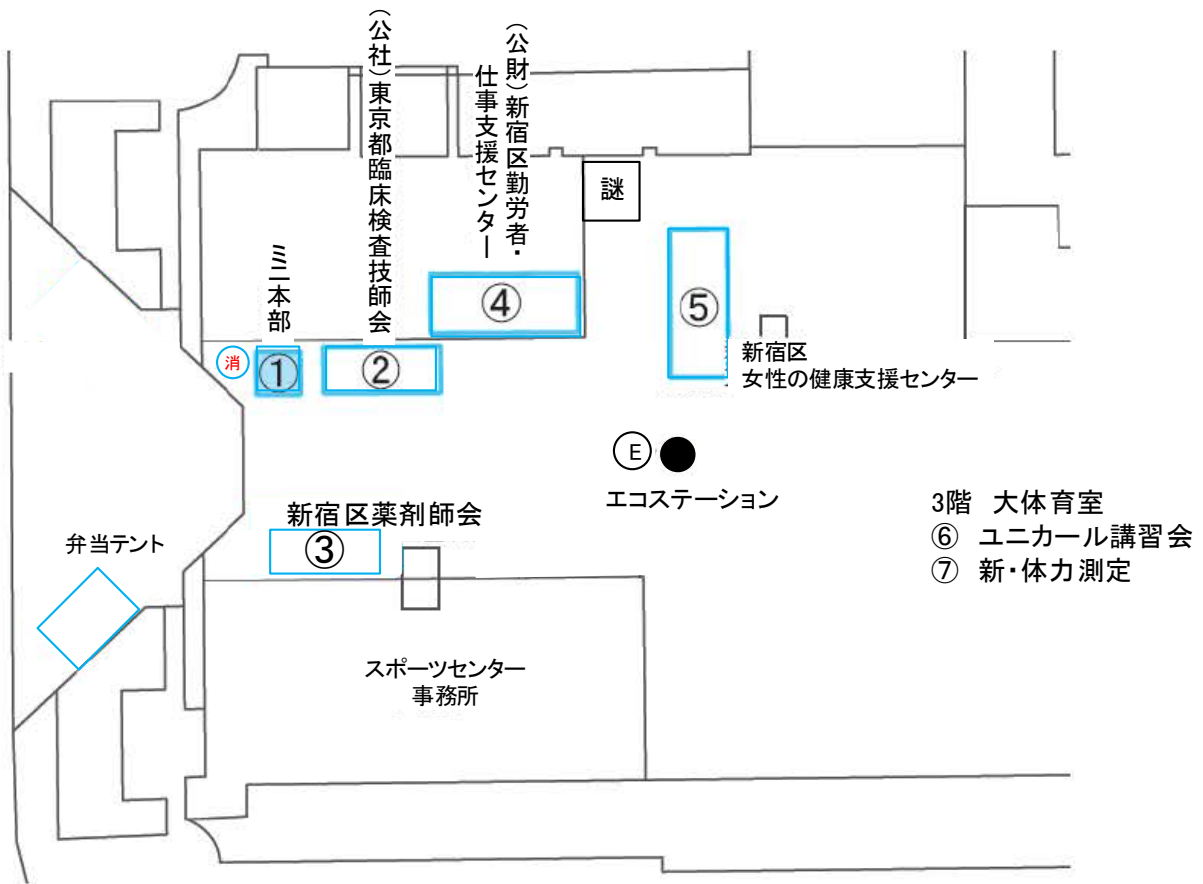 （公社）東京都臨床検査技師会
（公財）新宿区勤労者・
仕事支援センター
謎
ミニ本部
④
⑤
消
①
②
新宿区
女性の健康支援センター
E
エコステーション
新宿区薬剤師会
③
弁当テント
3階 大体育室
⑥ ユニカール講習会
⑦ 新・体力測定
スポーツセンター
事務所